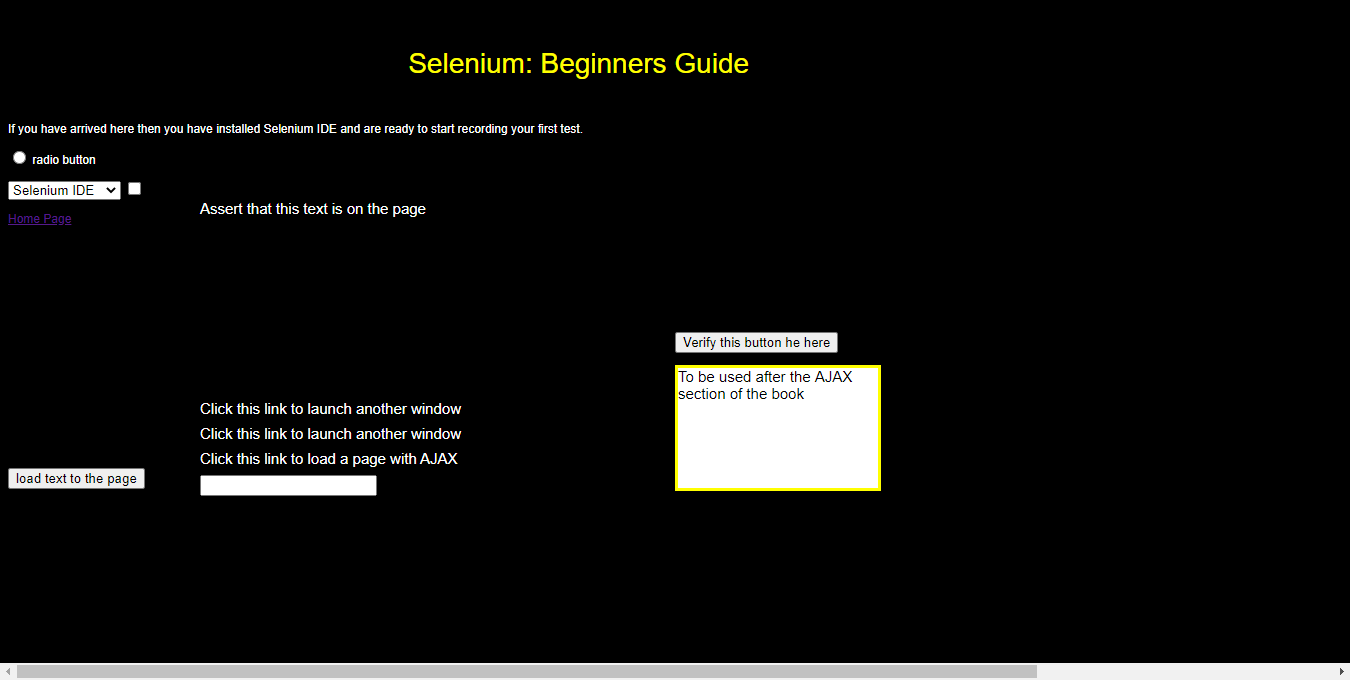 Selenium: Beginners Guide
If you have arrived here then you have installed Selenium IDE and are ready to start recording your first test.
radio button
Selenium IDE
Assert that this text is on the page
Home Page
Verify this button he here
To be used after the AJAX
section of the book
Click this link to launch another window
Click this link to launch another window
Click this link to load a page with AJAX
load text to the page